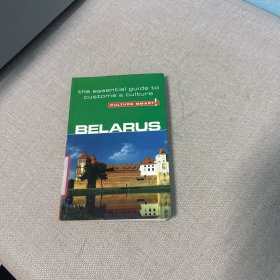 the essential guide to
customs & culture
CULTURE SMART!
BELARUS